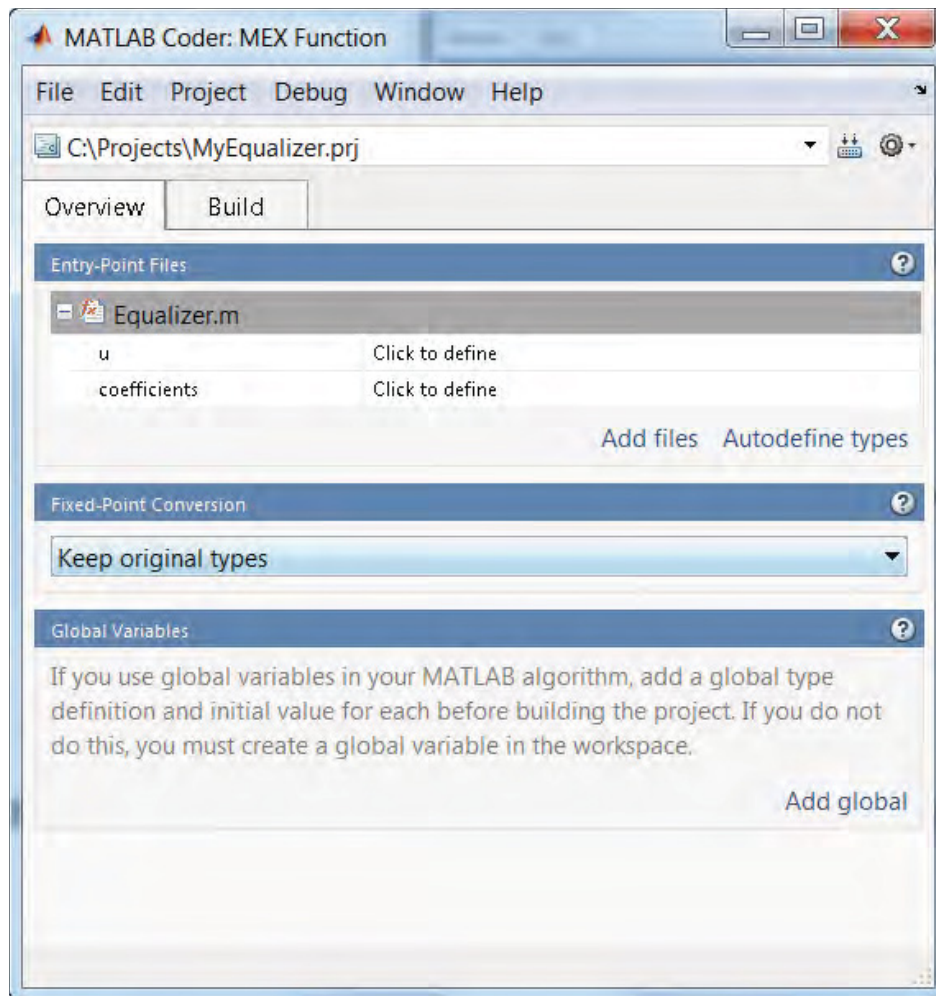 MATLAB Coder: MEX Function
File Edit Project Debug Window Help
C:\Projects\MyEqualizer.prj
Overview Build
Entry-Point Files
Equalizer.m
u Click to define
coefficients Click to define
Add files Autodefine types
Fixed-Point Conversion
Keep original types
Global Variables
If you use global variables in your MATLAB algorithm, add a global type
definition and initial value for each before building the project. If you do not
do this, you must create a global variable in the workspace.
Add global